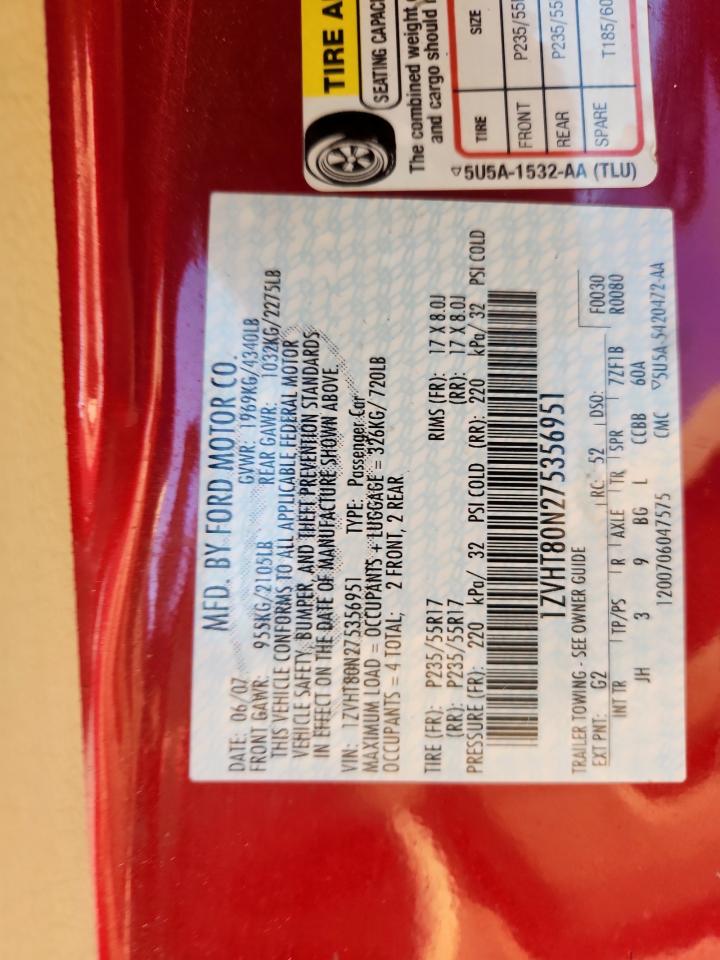 MFD. BY FORD MOTOR CO.
DATE: 06/07 GVWR: 1969KG/4340LB
FRONT GAWR: 955KG/2105LB REAR GAWR: 1032KG/2275LB
THIS VEHICLE CONFORMS TO ALL APPLICABLE FEDERAL MOTOR
VEHICLE SAFETY, BUMPER, AND THEFT PREVENTION STANDARDS
IN EFFECT ON THE DATE OF MANUFACTURE SHOWN ABOVE.
VIN: 1ZVHT80N275356951 TYPE: Passenger Car
MAXIMUM LOAD = OCCUPANTS + LUGGAGE = 326KG/ 720LB
OCCUPANTS = 4 TOTAL; 2 FRONT, 2 REAR
TIRE (FR): P235/55R17 RIMS (FR): 17 X 8.0J
(RR): P235/55R17 (RR): 17 X 8.0J
PRESSURE (FR): 220 kPa/ 32 PSI COLD (RR): 220 kPa/ 32 PSI COLD
1ZVHT80N275356951
TRAILER TOWING - SEE OWNER GUIDE F0030
EXT PNT: G2 RC: 52 DSO: R0080
INT TR TP/PS R AXLE TR SPR 7ZF1B
JH 3 9 BG L CCBB 60A
1200706047575 CMC ▽5U5A-5420472-AA
TIRE A
SEATING CAPAC
The combined weight
and cargo should
TIRE SIZE
FRONT P235/55
REAR P235/55
SPARE T185/60
◁5U5A-1532-AA (TLU)